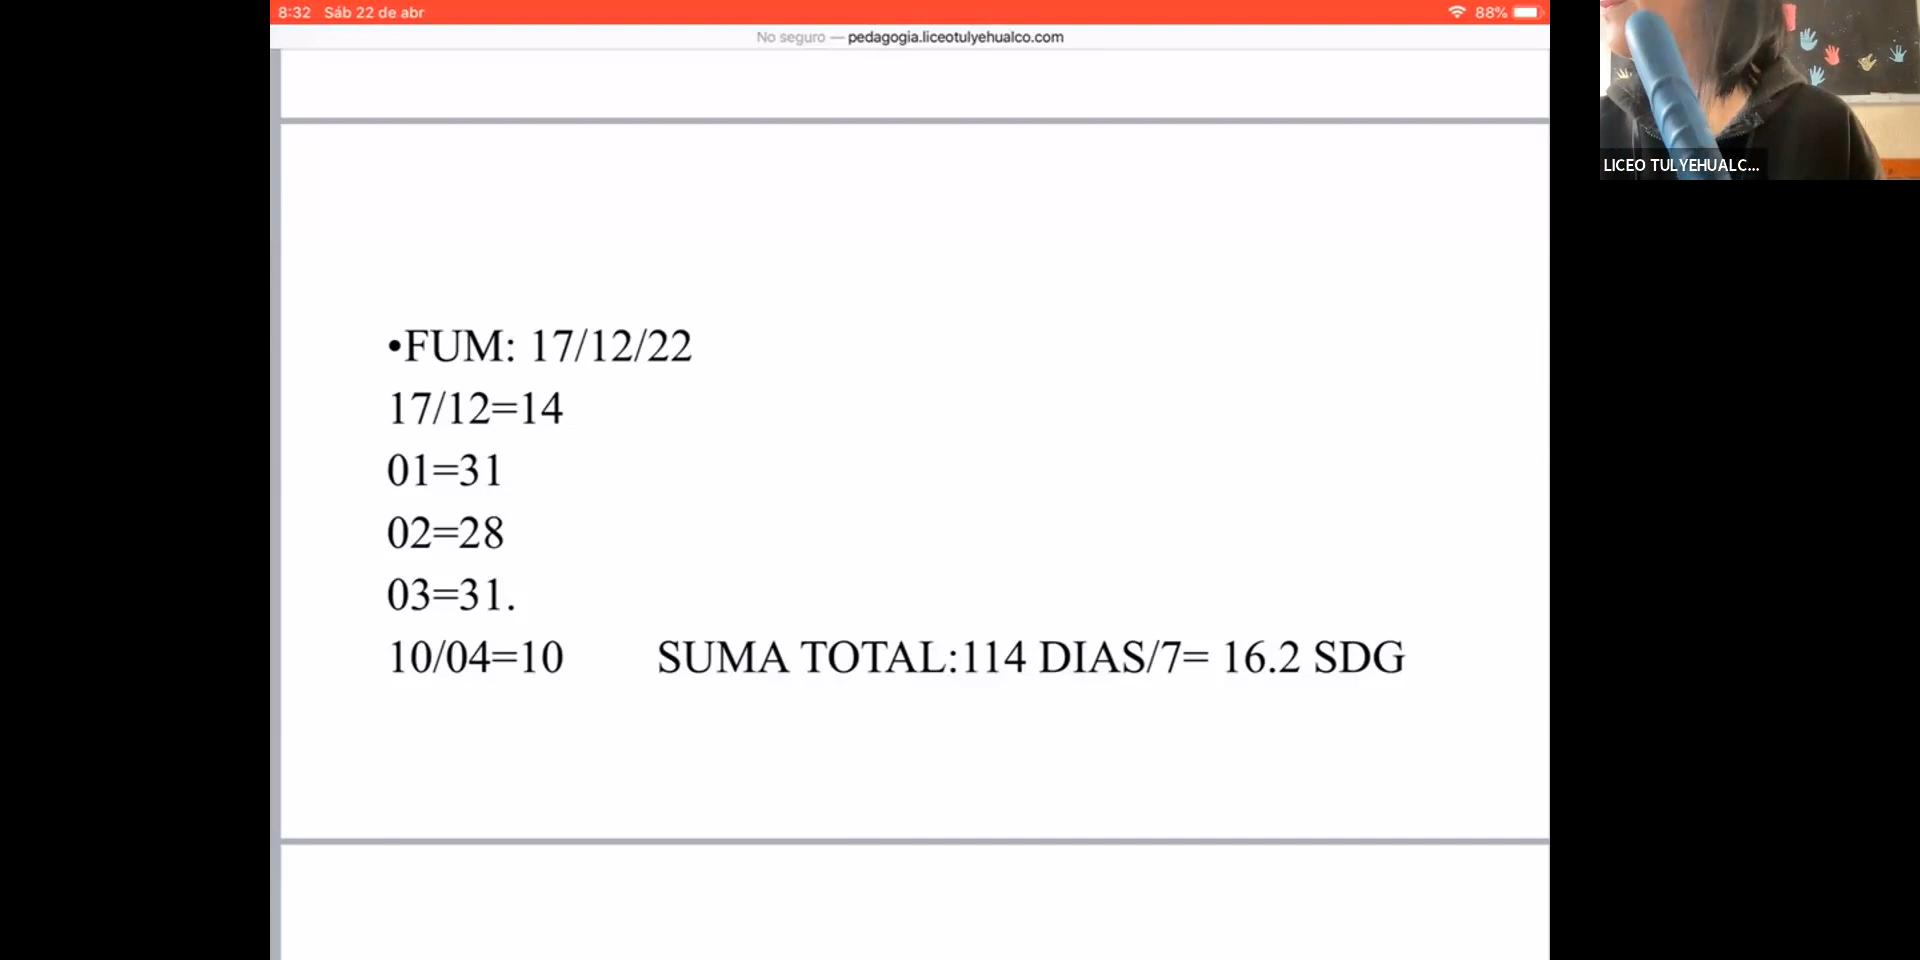 8:32 Sáb 22 de abr 88%
No seguro — pedagogia.liceotulyehualco.com
•FUM: 17/12/22
17/12=14
01=31
02=28
03=31.
10/04=10 SUMA TOTAL:114 DIAS/7= 16.2 SDG
LICEO TULYEHUALC...